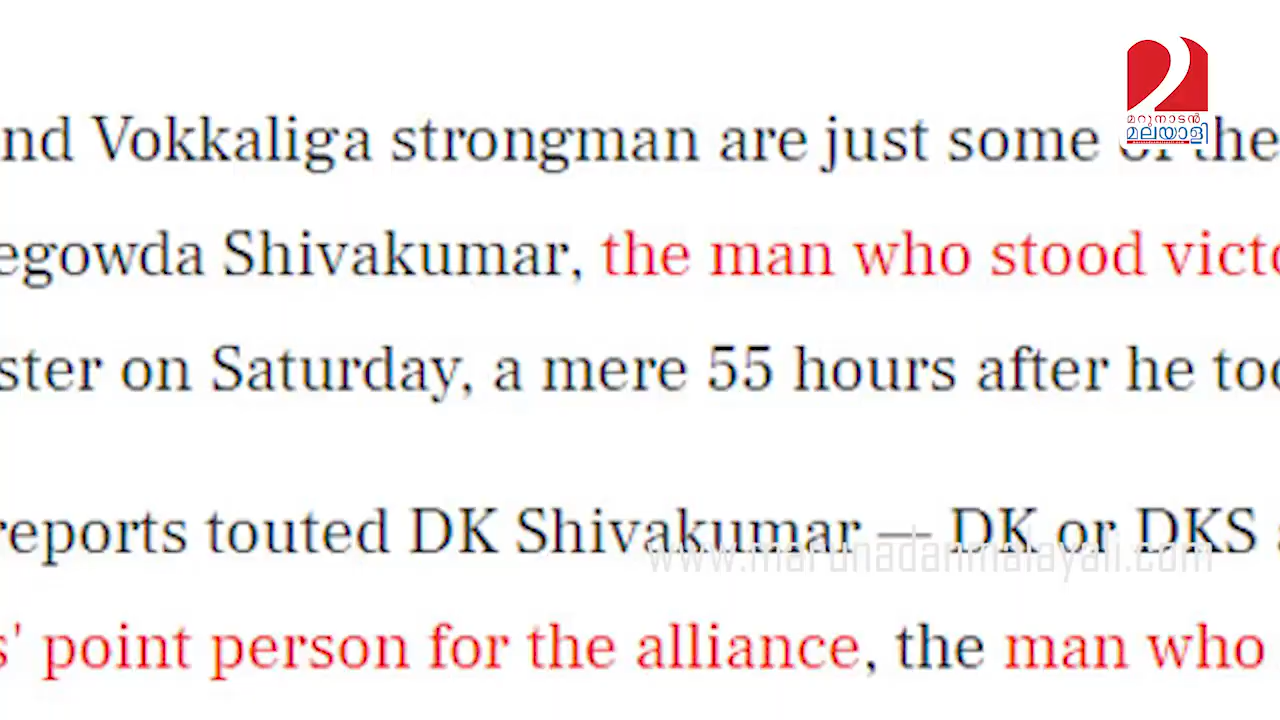 nd Vokkaliga strongman are just some of the
egowda Shivakumar, the man who stood victo
ster on Saturday, a mere 55 hours after he too
reports touted DK Shivakumar — DK or DKS
s' point person for the alliance, the man who
മറുനാടൻ
മലയാളി
www.marunadanmalayali.com